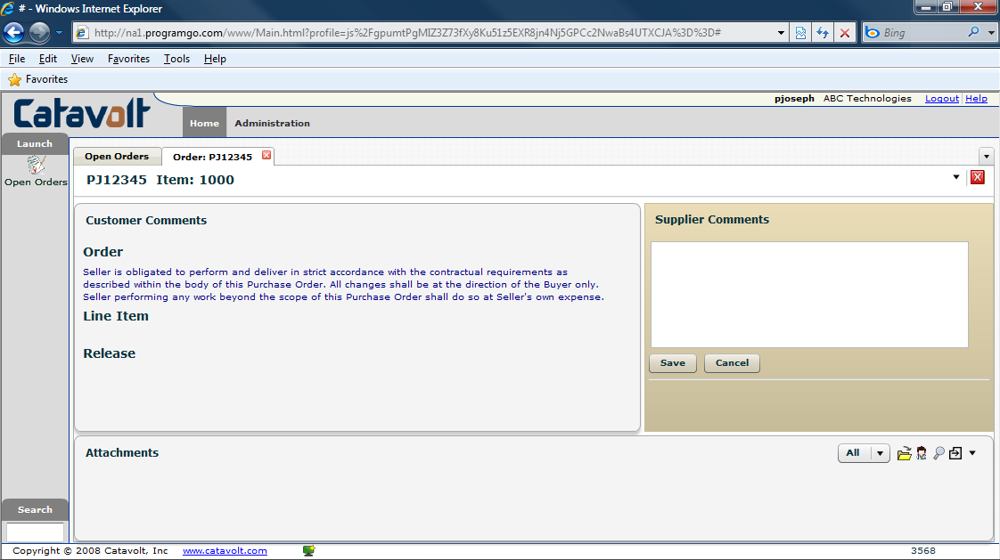 # - Windows Internet Explorer
http://na1.programgo.com/www/Main.html?profile=js%2FgpumtPgMIZ3Z73fXy8Ku51z5EXR8jn4Nj5GPCc2NwaBs4UTXCJA%3D%3D#
Bing
File Edit View Favorites Tools Help
Favorites
Catavolt
pjoseph ABC Technologies Logout Help
Home Administration
Launch
Open Orders
Open Orders Order: PJ12345
PJ12345 Item: 1000
Customer Comments
Order
Seller is obligated to perform and deliver in strict accordance with the contractual requirements as
described within the body of this Purchase Order. All changes shall be at the direction of the Buyer only.
Seller performing any work beyond the scope of this Purchase Order shall do so at Seller's own expense.
Line Item
Release
Supplier Comments
Save Cancel
Attachments
All
Search
Copyright © 2008 Catavolt, Inc www.catavolt.com 3568